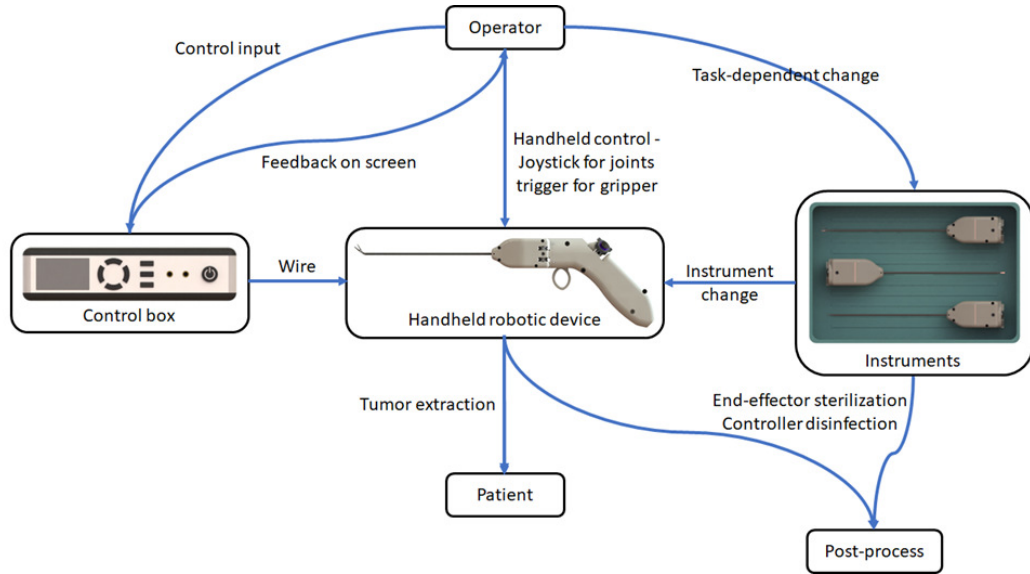 Operator
Control input
Task-dependent change
Feedback on screen
Handheld control -
Joystick for joints
trigger for gripper
Wire
Instrument
change
Control box
Handheld robotic device
Instruments
Tumor extraction
End-effector sterilization
Controller disinfection
Patient
Post-process